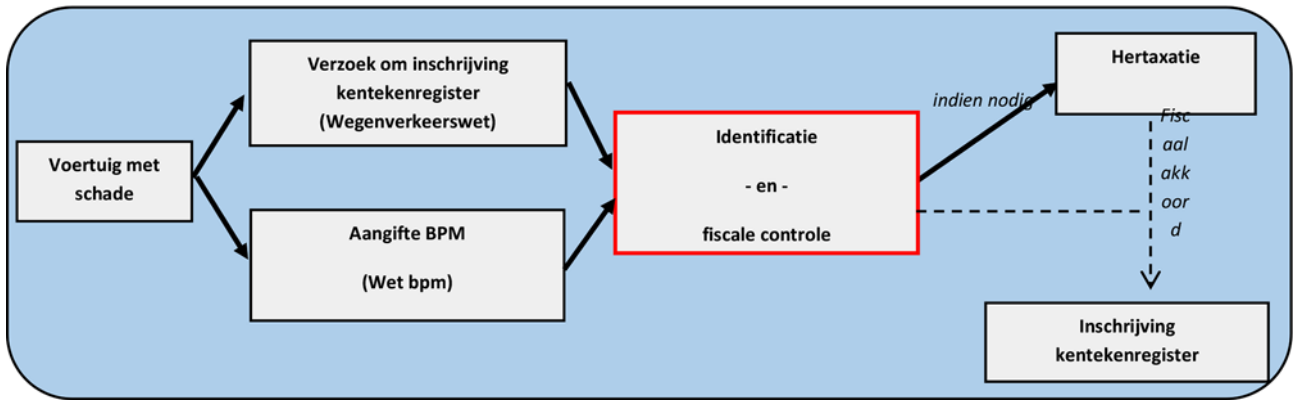 Voertuig met
schade
Verzoek om inschrijving
kentekenregister
(Wegenverkeerswet)
Aangifte BPM
(Wet bpm)
Identificatie
- en -
fiscale controle
indien nodig
Hertaxatie
Fisc
aal
akk
oor
d
Inschrijving
kentekenregister